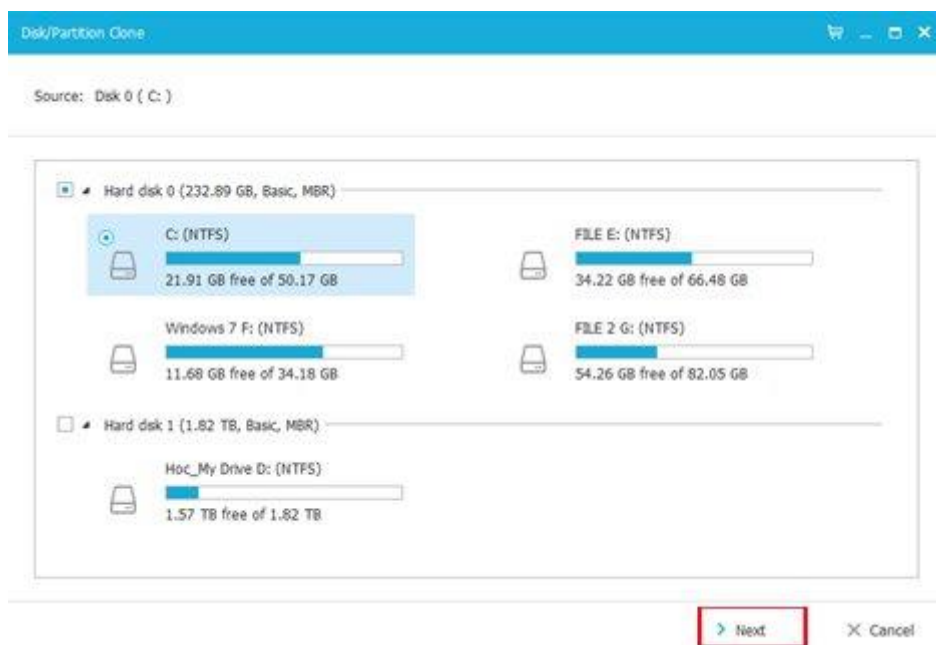 Disk/Partition Clone
Source: Disk 0 ( C: )
Hard disk 0 (232.89 GB, Basic, MBR)
C: (NTFS)
21.91 GB free of 50.17 GB
FILE E: (NTFS)
34.22 GB free of 66.48 GB
Windows 7 F: (NTFS)
11.68 GB free of 34.18 GB
FILE 2 G: (NTFS)
54.26 GB free of 82.05 GB
Hard disk 1 (1.82 TB, Basic, MBR)
Hoc_My Drive D: (NTFS)
1.57 TB free of 1.82 TB
Next
Cancel